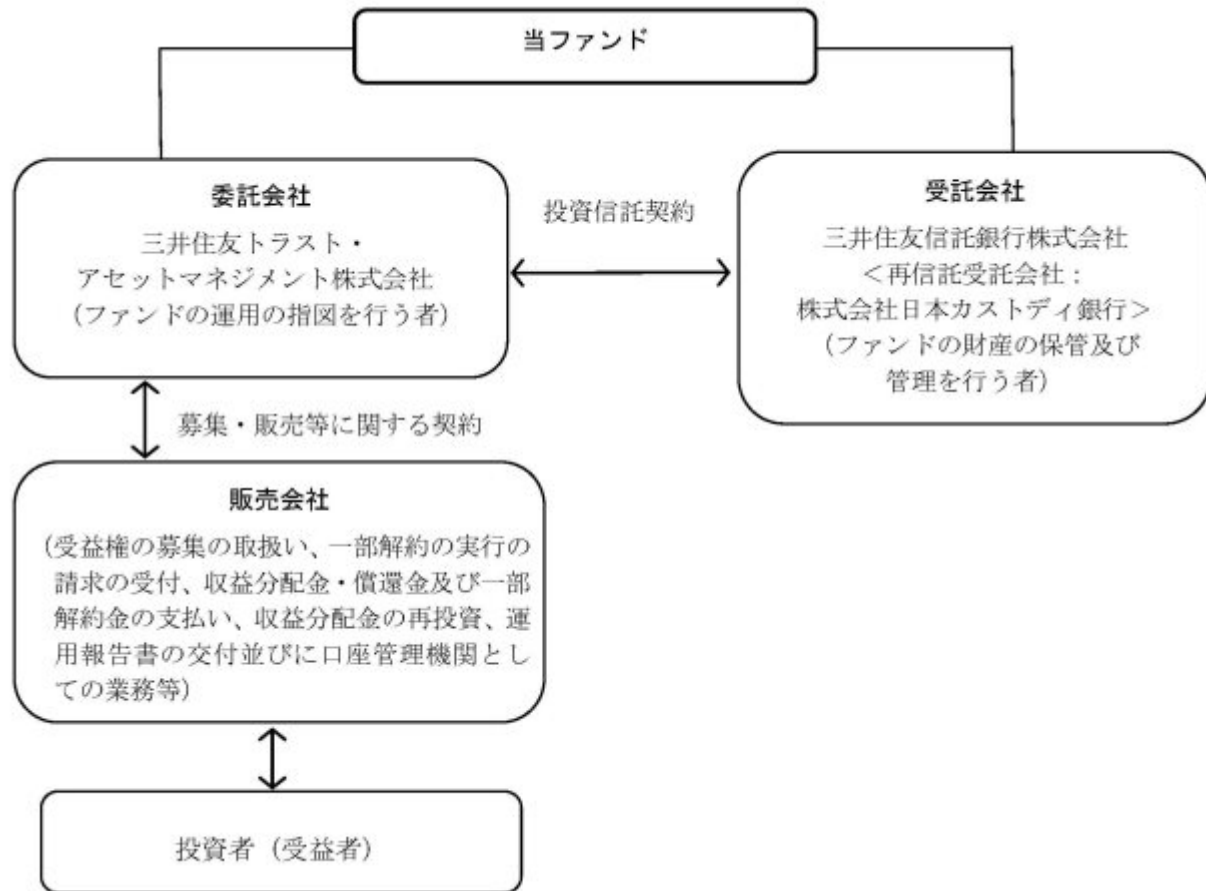 当ファンド
委託会社
三井住友トラスト・
アセットマネジメント株式会社
(ファンドの運用の指図を行う者)
投資信託契約
受託会社
三井住友信託銀行株式会社
<再信託受託会社:
株式会社日本カストディ銀行>
(ファンドの財産の保管及び
管理を行う者)
募集・販売等に関する契約
販売会社
(受益権の募集の取扱い、一部解約の実行の
請求の受付、収益分配金・償還金及び一部
解約金の支払い、収益分配金の再投資、運
用報告書の交付並びに口座管理機関とし
ての業務等)
投資者(受益者)